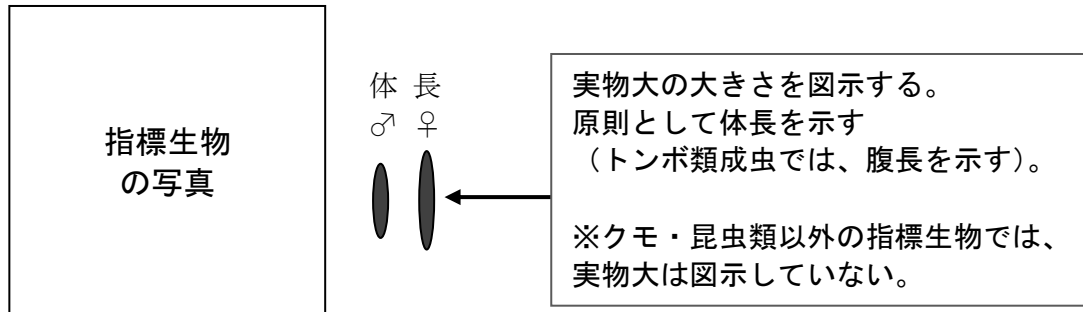 指標生物
の写真
体 長
♂ ♀
実物大の大きさを図示する。
原則として体長を示す
（トンボ類成虫では、腹長を示す）。
※クモ・昆虫類以外の指標生物では、
実物大は図示していない。